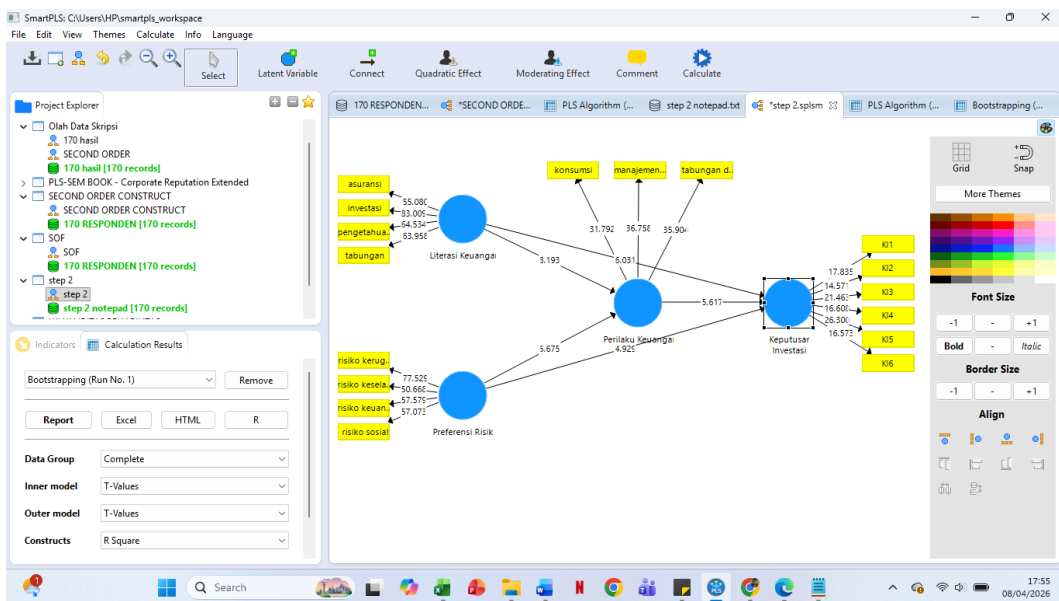 SmartPLS: C:\Users\HP\smartpls_workspace
File Edit View Themes Calculate Info Language
Select
Latent Variable
Connect
Quadratic Effect
Moderating Effect
Comment
Calculate
Project Explorer
Olah Data Skripsi
170 hasil
SECOND ORDER
170 hasil [170 records]
PLS-SEM BOOK - Corporate Reputation Extended
SECOND ORDER CONSTRUCT
SECOND ORDER CONSTRUCT
170 RESPONDEN [170 records]
SOF
SOF
170 RESPONDEN [170 records]
step 2
step 2
step 2 notepad [170 records]
Indicators
Calculation Results
Bootstrapping (Run No. 1)
Remove
Report
Excel
HTML
R
Data Group
Complete
Inner model
T-Values
Outer model
T-Values
Constructs
R Square
170 RESPONDEN...
*SECOND ORDE...
PLS Algorithm (...
step 2 notepad.txt
*step 2.splsm
PLS Algorithm (...
Bootstrapping (...
konsumsi
manajemen...
tabungan d..
asuransi
investasi
pengetahua..
tabungan
55.080
83.009
64.534
63.958
Literasi Keuangan
31.792
36.758
35.904
3.193
6.031
5.617
Perilaku Keuangan
5.675
4.929
17.835
14.571
21.463
16.608
26.300
16.573
Keputusar
Investasi
KI1
KI2
KI3
KI4
KI5
KI6
risiko kerug..
risiko kesela..
risiko keuan..
risiko sosial
77.529
50.668
57.579
57.073
Preferensi Risik
Grid
Snap
More Themes
Font Size
-1
-
+1
Bold
-
Italic
Border Size
-1
-
+1
Align
1
Search
17:55
08/04/2026